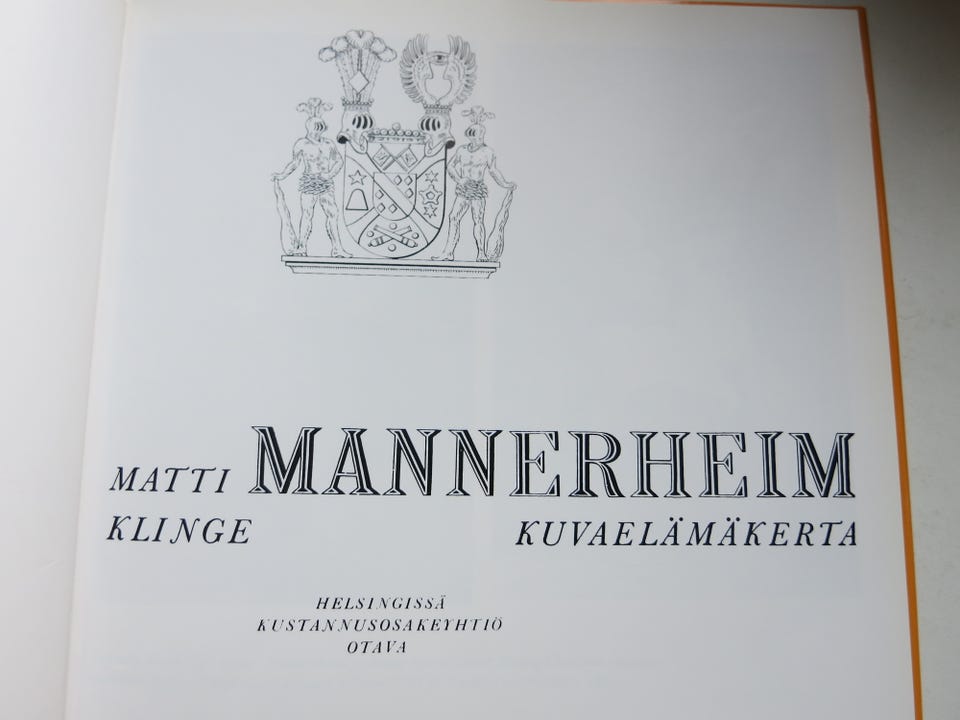 MATTI MANNERHEIM
KLINGE KUVAELÄMÄKERTA
HELSINGISSÄ
KUSTANNUSOSAKEYHTIÖ
OTAVA